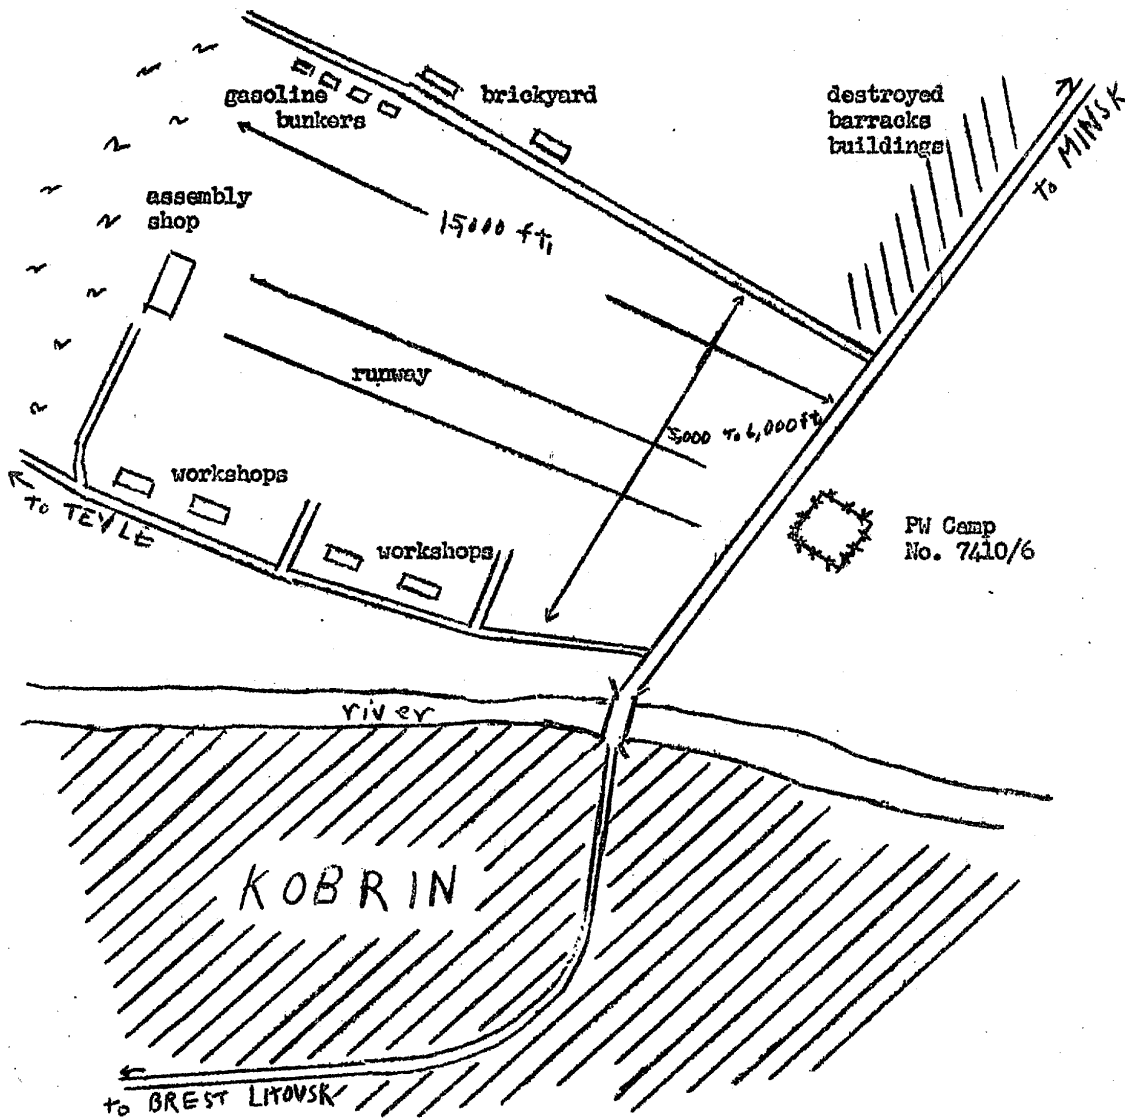 gasoline
bunkers
brickyard
destroyed
barracks
buildings
to MINSK
assembly
shop
15,000 ft,
runway
5,000 To 6,000 ft,
workshops
to TEVLE
workshops
PW Camp
No. 7410/6
river
KOBRIN
to BREST LITOVSK